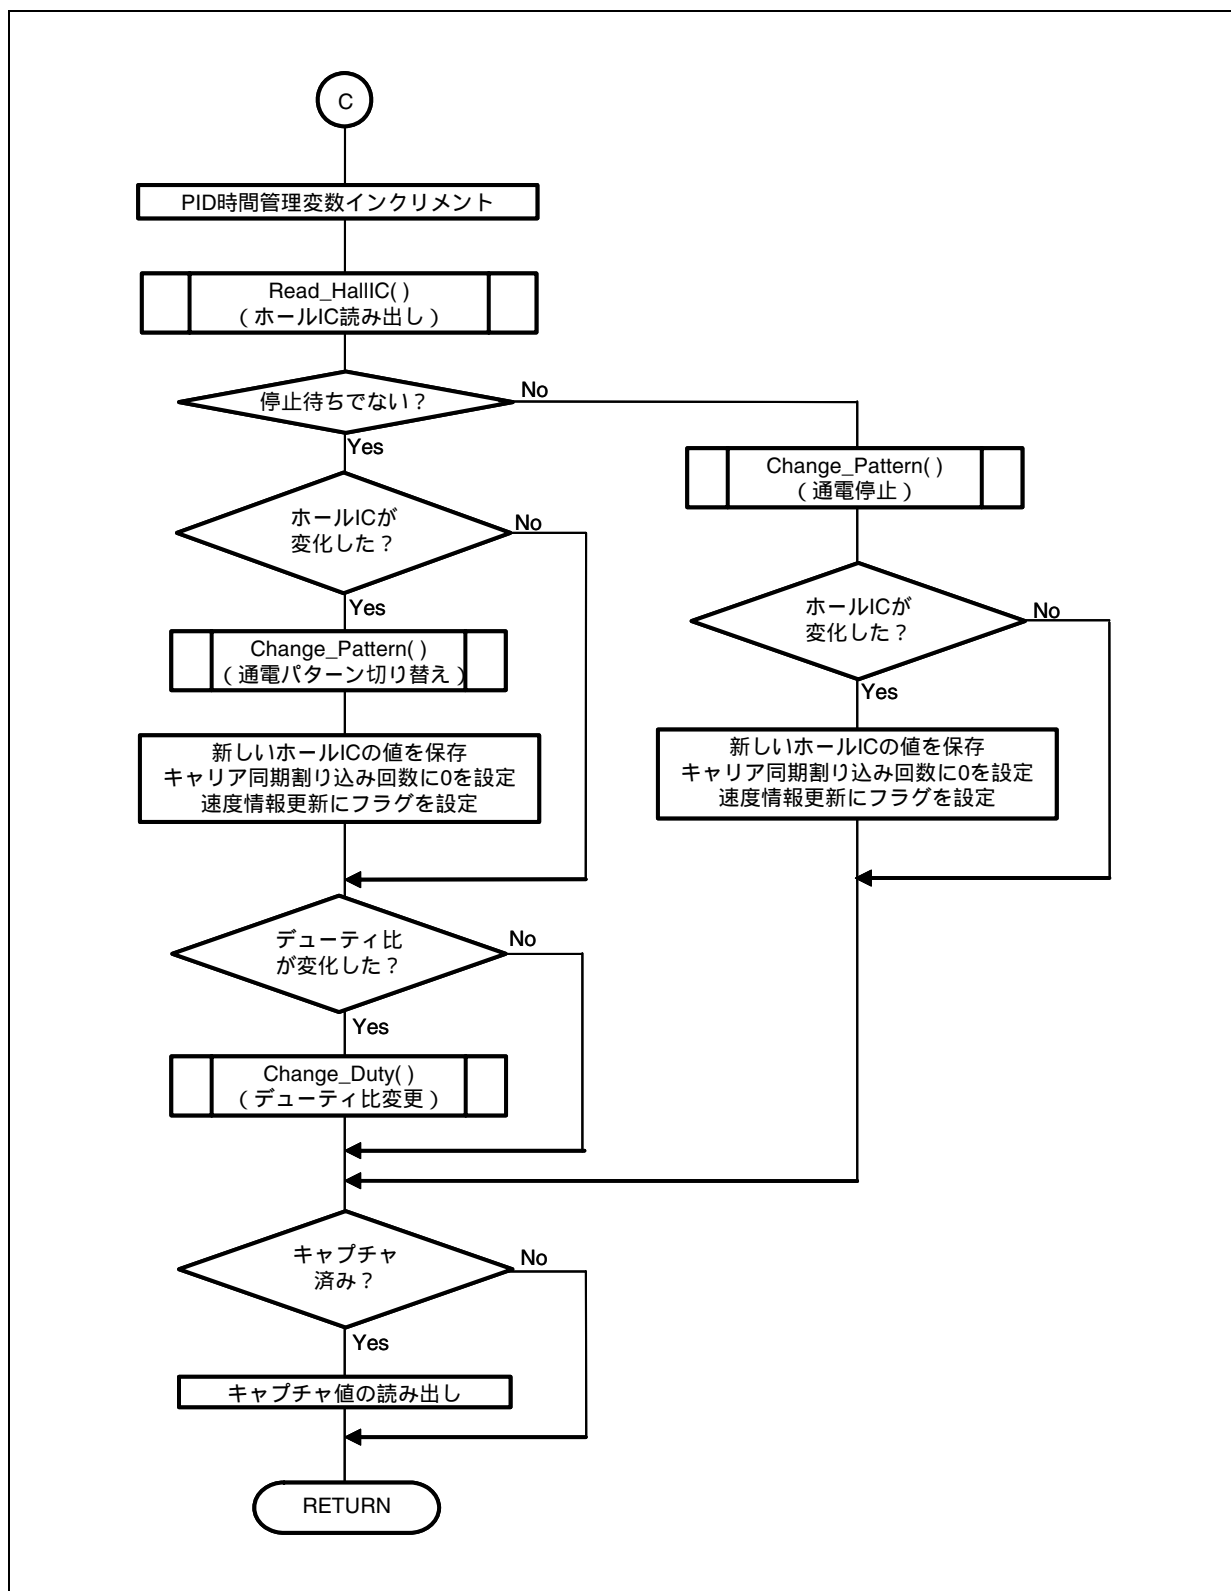 C
PID時間管理変数インクリメント
Read_HallIC( )
（ホールIC読み出し）
停止待ちでない？
No
Yes
Change_Pattern( )
（通電停止）
ホールICが
変化した？
No
Yes
ホールICが
変化した？
No
Yes
Change_Pattern( )
（通電パターン切り替え）
新しいホールICの値を保存
キャリア同期割り込み回数に0を設定
速度情報更新にフラグを設定
新しいホールICの値を保存
キャリア同期割り込み回数に0を設定
速度情報更新にフラグを設定
デューティ比
が変化した？
No
Yes
Change_Duty( )
（デューティ比変更）
キャプチャ
済み？
No
Yes
キャプチャ値の読み出し
RETURN